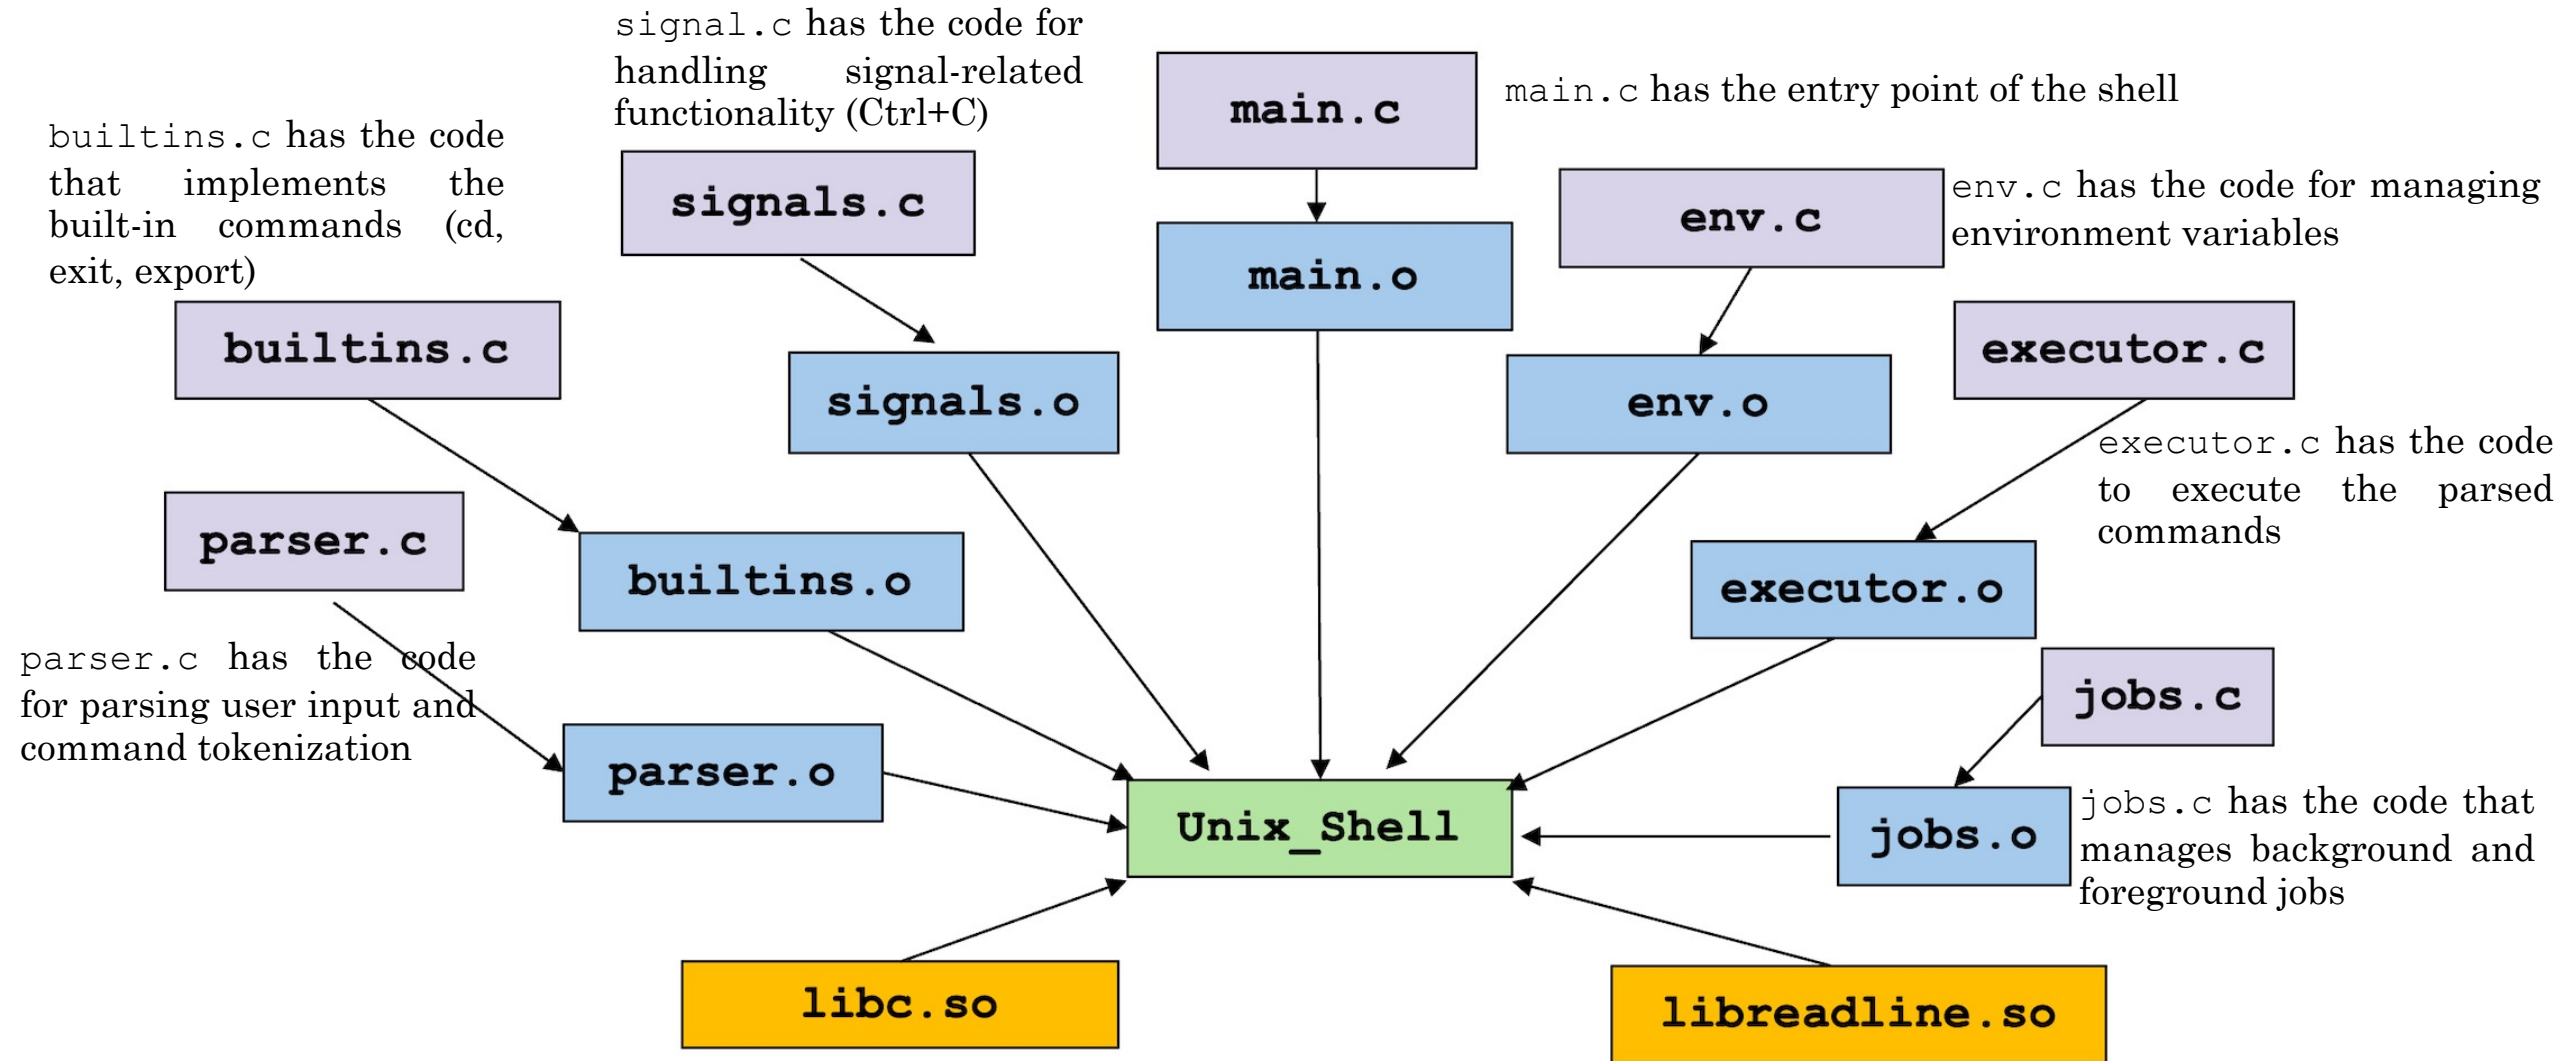 signal.c has the code for
handling signal-related
functionality (Ctrl+C)
main.c
main.c has the entry point of the shell
builtins.c has the code
that implements the
built-in commands (cd,
exit, export)
signals.c
env.c
env.c has the code for managing
environment variables
main.o
builtins.c
signals.o
env.o
executor.c
executor.c has the code
to execute the parsed
commands
parser.c
builtins.o
executor.o
parser.c has the code
for parsing user input and
command tokenization
jobs.c
parser.o
Unix_Shell
jobs.o
jobs.c has the code that
manages background and
foreground jobs
libc.so
libreadline.so